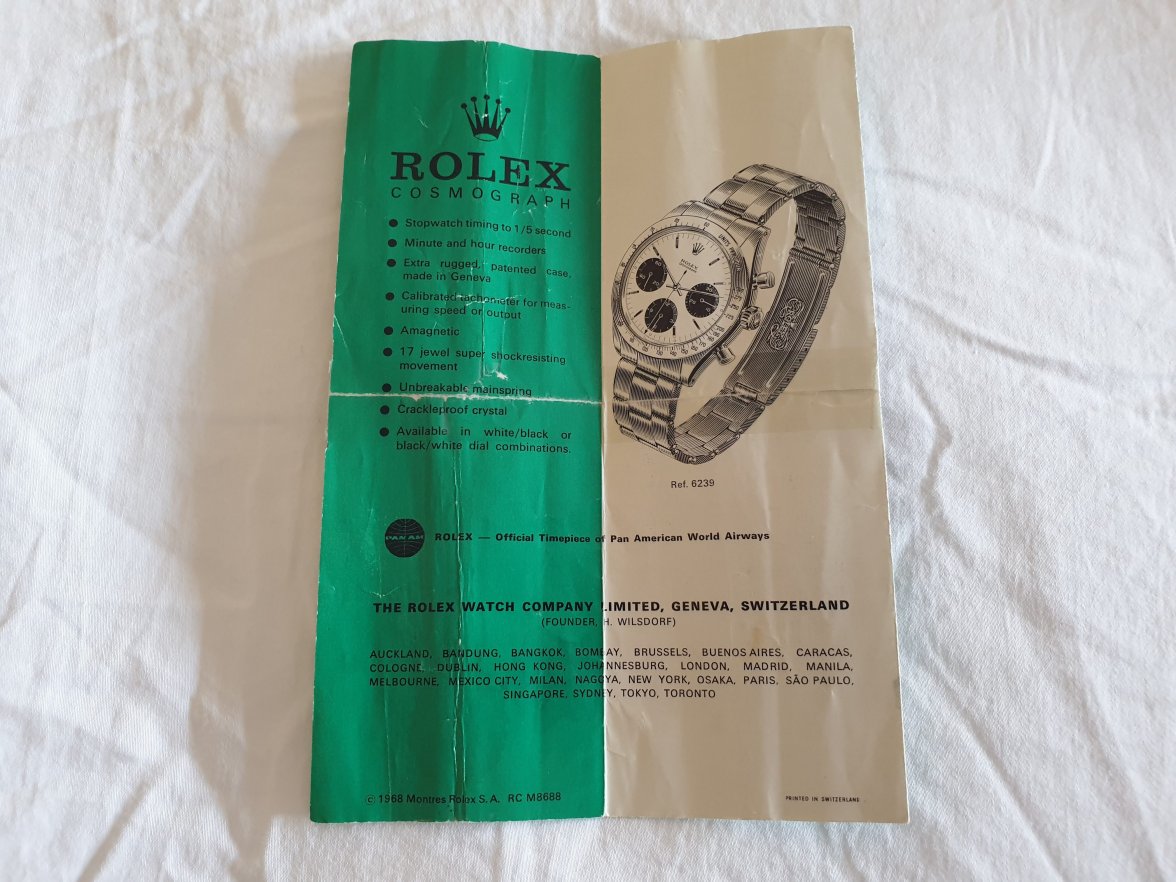 ROLEX
COSMOGRAPH
● Stopwatch timing to 1/5 second
● Minute and hour recorders
● Extra rugged, patented case,
made in Geneva
● Calibrated tachometer for meas-
uring speed or output
● Amagnetic
● 17 jewel super shockresisting
movement
● Unbreakable mainspring
● Crackleproof crystal
● Available in white/black or
black/white dial combinations.
ROLEX
Ref. 6239
PAN AM
ROLEX — Official Timepiece of Pan American World Airways
THE ROLEX WATCH COMPANY LIMITED, GENEVA, SWITZERLAND
(FOUNDER, H. WILSDORF)
AUCKLAND, BANDUNG, BANGKOK, BOMBAY, BRUSSELS, BUENOS AIRES, CARACAS,
COLOGNE, DUBLIN, HONG KONG, JOHANNESBURG, LONDON, MADRID, MANILA,
MELBOURNE, MEXICO CITY, MILAN, NAGOYA, NEW YORK, OSAKA, PARIS, SÃO PAULO,
SINGAPORE, SYDNEY, TOKYO, TORONTO
© 1968 Montres Rolex S.A. RC M8688
PRINTED IN SWITZERLAND